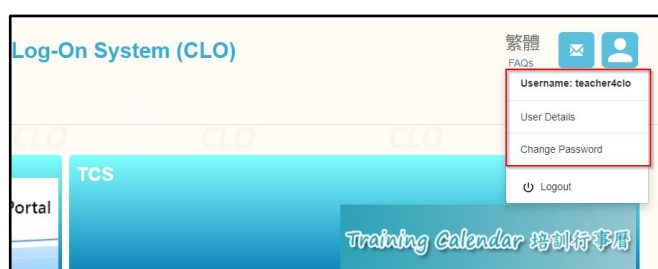 Log-On System (CLO)
繁體
FAQs
Username: teacher4clo
User Details
Change Password
Logout
CLO
CLO
CLO
TCS
Portal
Training Calendar 培訓行事曆